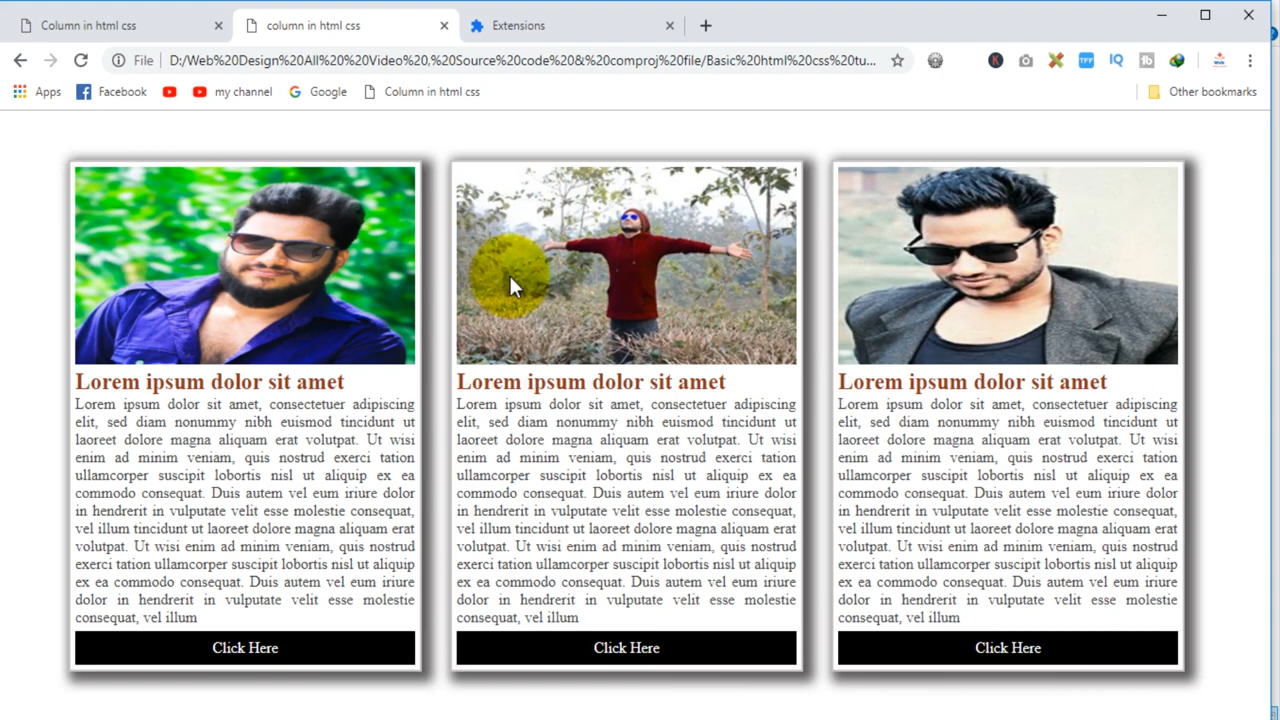 Column in html css
column in html css
Extensions
File
D:/Web%20Design%20All%20%20Video%20,%20Source%20code%20&%20comproj%20file/Basic%20html%20css%20tu...
K
TFF
IQ
Apps
Facebook
my channel
Google
Column in html css
Other bookmarks
Lorem ipsum dolor sit amet
Lorem ipsum dolor sit amet, consectetuer adipiscing
elit, sed diam nonummy nibh euismod tincidunt ut
laoreet dolore magna aliquam erat volutpat. Ut wisi
enim ad minim veniam, quis nostrud exerci tation
ullamcorper suscipit lobortis nisl ut aliquip ex ea
commodo consequat. Duis autem vel eum iriure dolor
in hendrerit in vulputate velit esse molestie consequat,
vel illum tincidunt ut laoreet dolore magna aliquam erat
volutpat. Ut wisi enim ad minim veniam, quis nostrud
exerci tation ullamcorper suscipit lobortis nisl ut aliquip
ex ea commodo consequat. Duis autem vel eum iriure
dolor in hendrerit in vulputate velit esse molestie
consequat, vel illum
Click Here
Lorem ipsum dolor sit amet
Lorem ipsum dolor sit amet, consectetuer adipiscing
elit, sed diam nonummy nibh euismod tincidunt ut
laoreet dolore magna aliquam erat volutpat. Ut wisi
enim ad minim veniam, quis nostrud exerci tation
ullamcorper suscipit lobortis nisl ut aliquip ex ea
commodo consequat. Duis autem vel eum iriure dolor
in hendrerit in vulputate velit esse molestie consequat,
vel illum tincidunt ut laoreet dolore magna aliquam erat
volutpat. Ut wisi enim ad minim veniam, quis nostrud
exerci tation ullamcorper suscipit lobortis nisl ut aliquip
ex ea commodo consequat. Duis autem vel eum iriure
dolor in hendrerit in vulputate velit esse molestie
consequat, vel illum
Click Here
Lorem ipsum dolor sit amet
Lorem ipsum dolor sit amet, consectetuer adipiscing
elit, sed diam nonummy nibh euismod tincidunt ut
laoreet dolore magna aliquam erat volutpat. Ut wisi
enim ad minim veniam, quis nostrud exerci tation
ullamcorper suscipit lobortis nisl ut aliquip ex ea
commodo consequat. Duis autem vel eum iriure dolor
in hendrerit in vulputate velit esse molestie consequat,
vel illum tincidunt ut laoreet dolore magna aliquam erat
volutpat. Ut wisi enim ad minim veniam, quis nostrud
exerci tation ullamcorper suscipit lobortis nisl ut aliquip
ex ea commodo consequat. Duis autem vel eum iriure
dolor in hendrerit in vulputate velit esse molestie
consequat, vel illum
Click Here